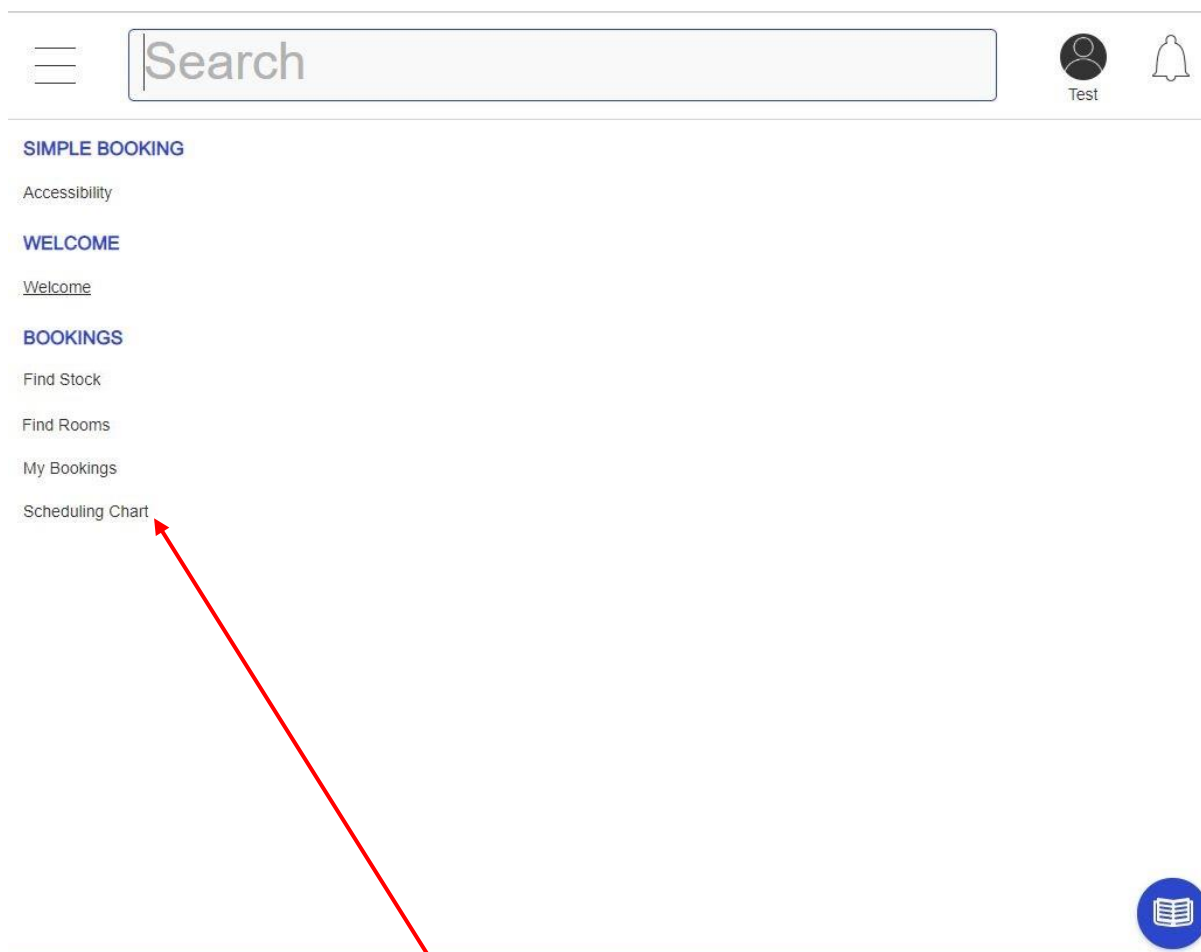 Search
Test
SIMPLE BOOKING
Accessibility
WELCOME
Welcome
BOOKINGS
Find Stock
Find Rooms
My Bookings
Scheduling Chart